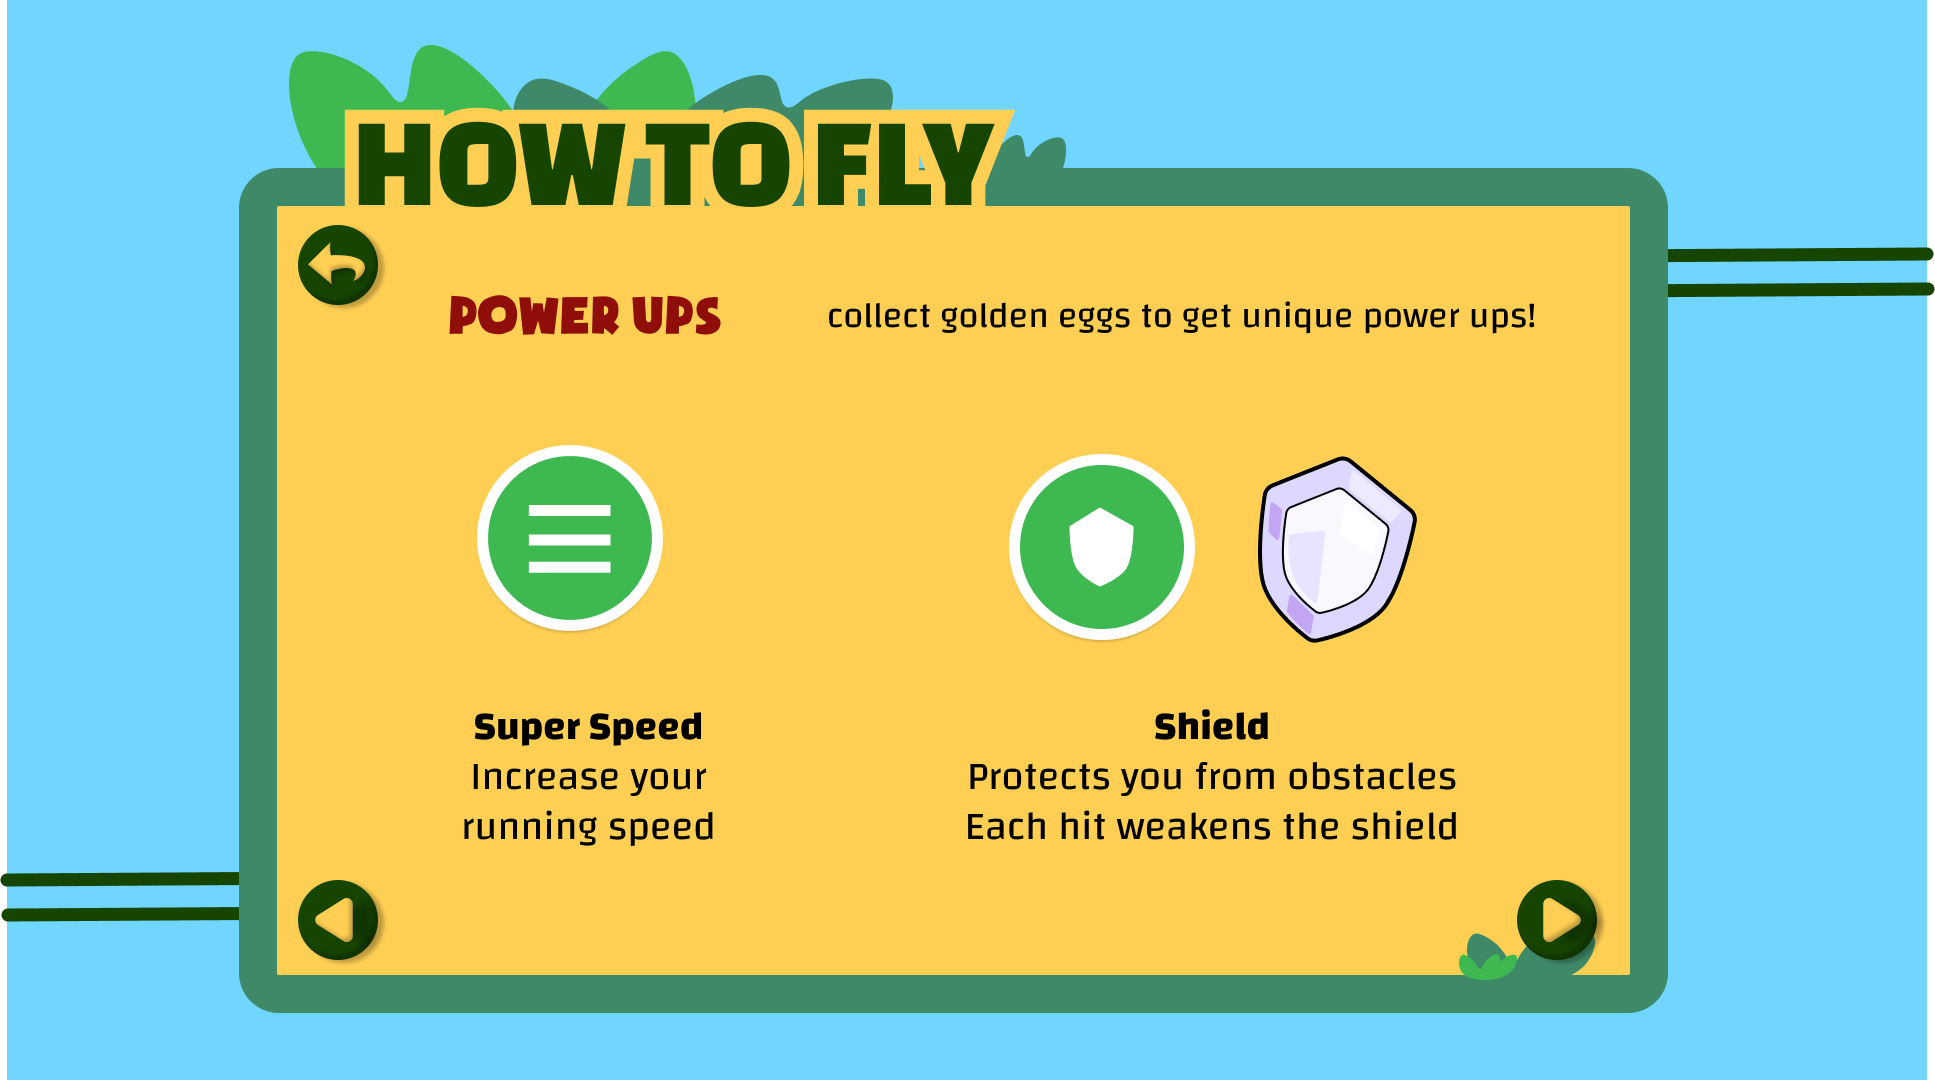 HOW TO FLY
POWER UPS
collect golden eggs to get unique power ups!
Super Speed
Increase your
running speed
Shield
Protects you from obstacles
Each hit weakens the shield